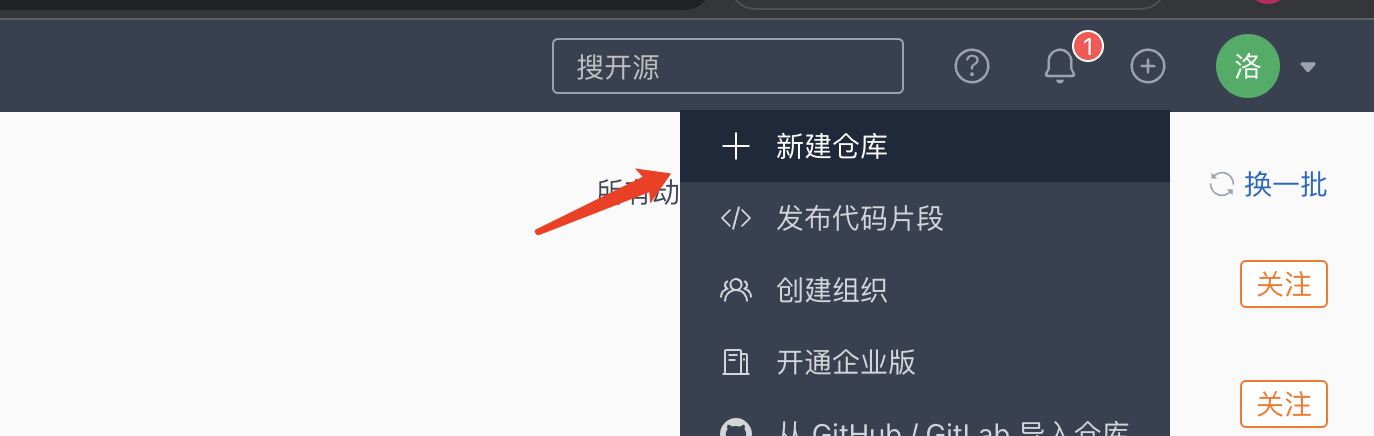 搜开源
1
洛
新建仓库
所有动
换一批
发布代码片段
关注
创建组织
开通企业版
关注
从 GitHub / GitLab 导入仓库